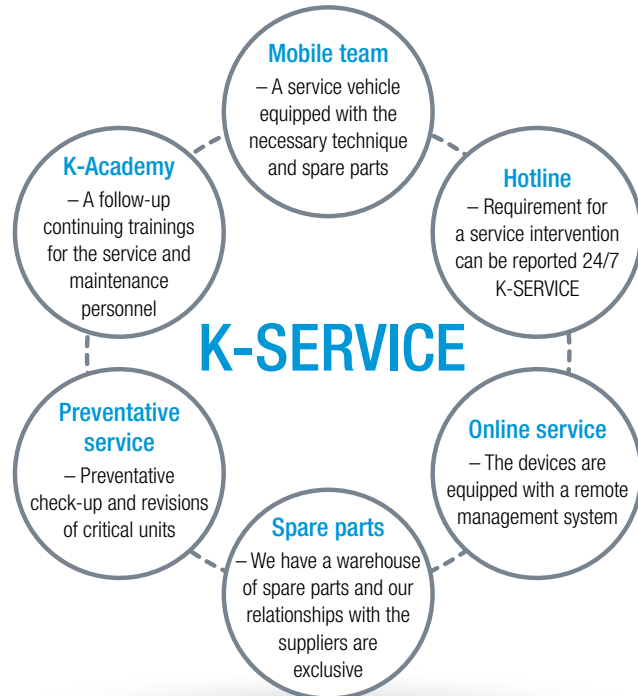 Mobile team
– A service vehicle
equipped with the
necessary technique
and spare parts
K-Academy
– A follow-up
continuing trainings
for the service and
maintenance
personnel
Hotline
– Requirement for
a service intervention
can be reported 24/7
K-SERVICE
K-SERVICE
Preventative
service
– Preventative
check-up and revisions
of critical units
Online service
– The devices are
equipped with a remote
management system
Spare parts
– We have a warehouse
of spare parts and our
relationships with the
suppliers are
exclusive